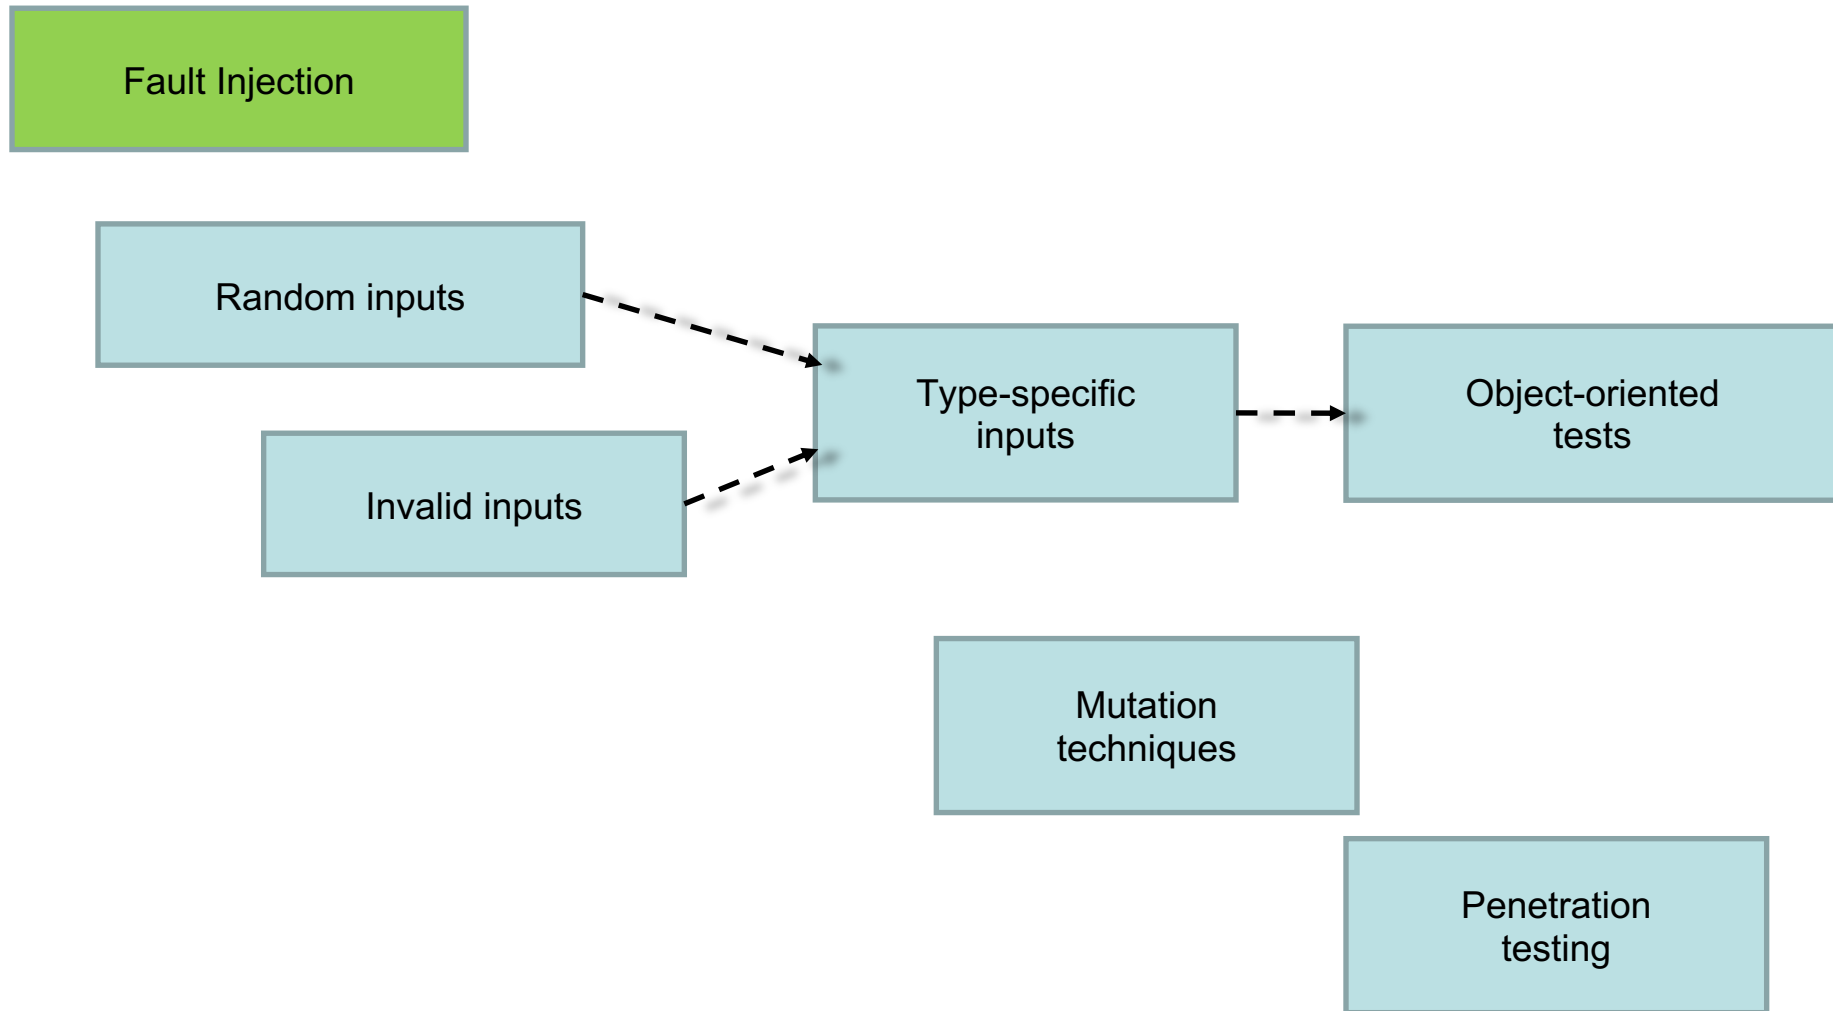 Fault Injection
Random inputs
Invalid inputs
Type-specific
inputs
Object-oriented
tests
Mutation
techniques
Penetration
testing